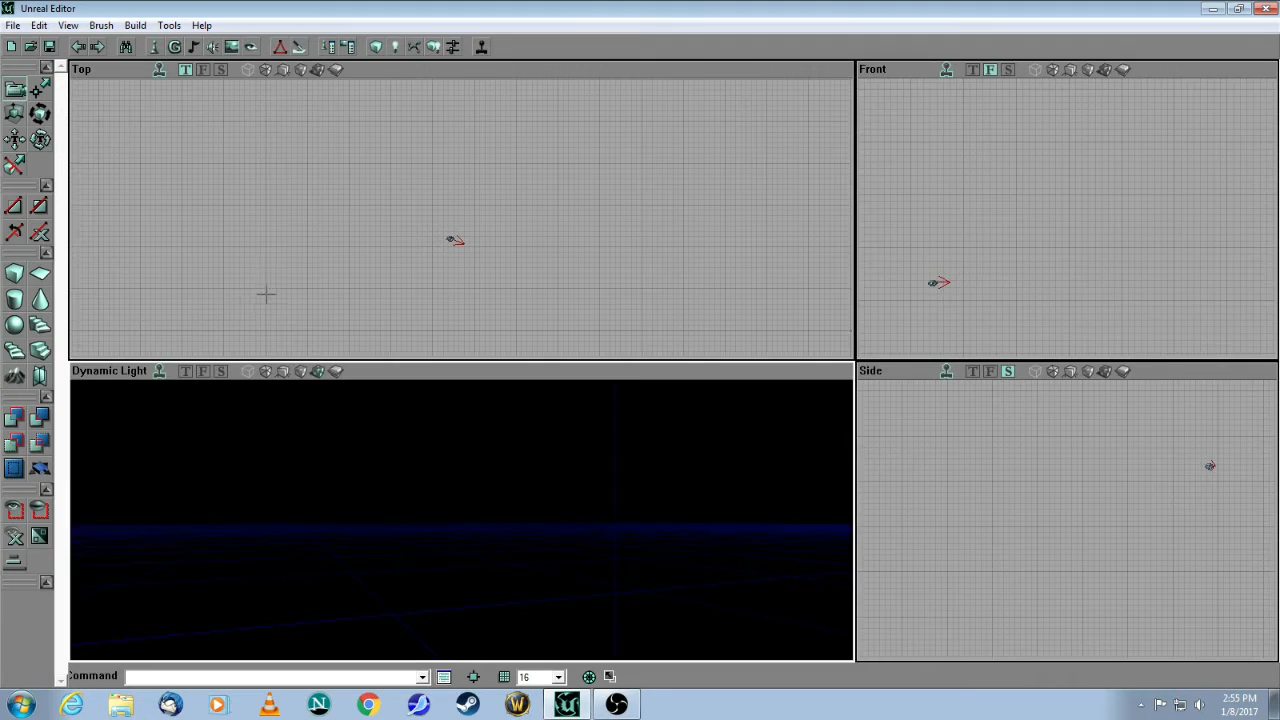 Unreal Editor
File Edit View Brush Build Tools Help
Top T F S
Front T F S
Dynamic Light T F S
Side T F S
Command 16
2:55 PM
1/8/2017